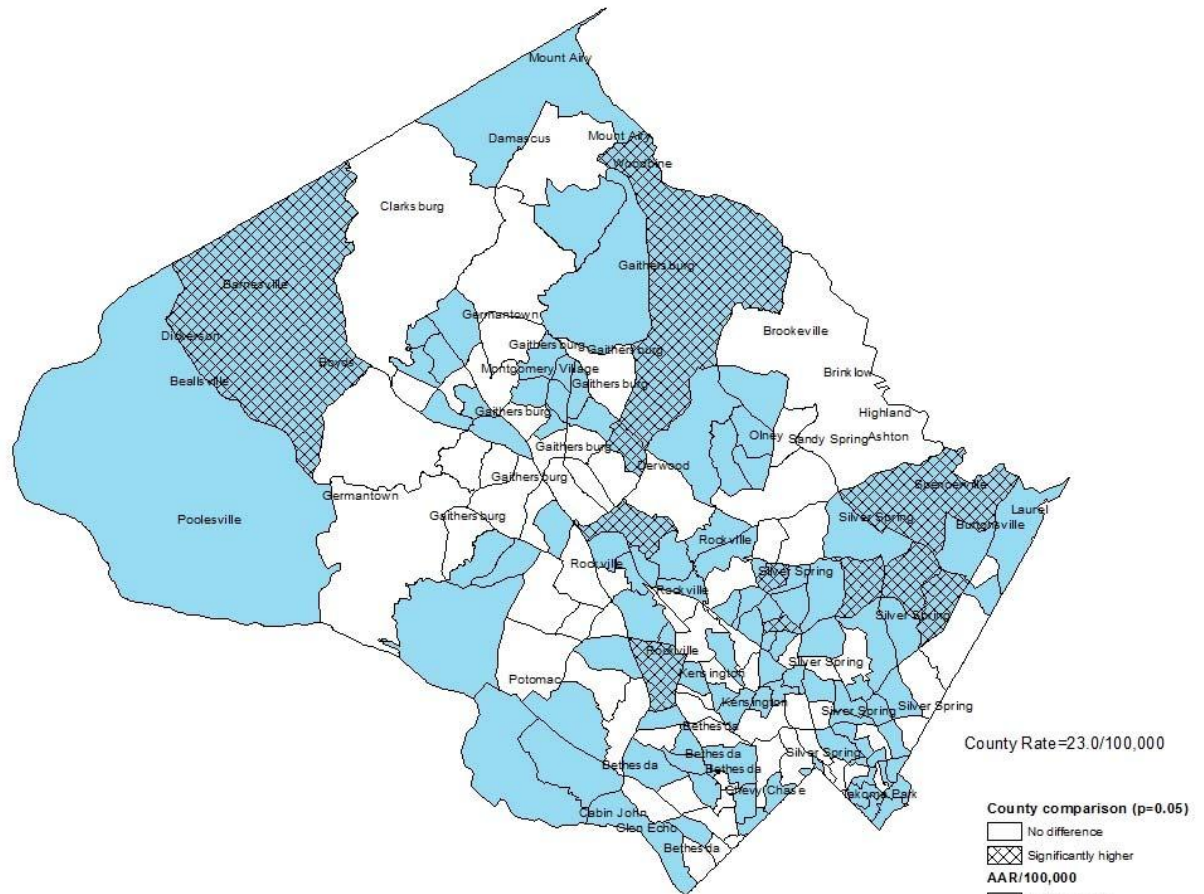 Mount Airy
Damascus
Mount Airy
Woodbine
Clarksburg
Gaithersburg
Barnesville
Germantown
Brookeville
Dickerson
Gaithersburg
Gaithersburg
Boyds
Montgomery Village
Brinklow
Beallsville
Gaithersburg
Gaithersburg
Highland
Olney
Sandy Spring
Ashton
Gaithersburg
Derwood
Gaithersburg
Spencerville
Germantown
Laurel
Poolesville
Gaithersburg
Silver Spring
Burtonsville
Rockville
Rockville
Silver Spring
Rockville
Silver Spring
Rockville
Silver Spring
Potomac
Kensington
Kensington
Silver Spring
Silver Spring
Bethesda
County Rate=23.0/100,000
Bethesda
Silver Spring
Bethesda
Bethesda
Chevy Chase
Takoma Park
County comparison (p=0.05)
Cabin John
Glen Echo
No difference
Bethesda
Significantly higher
AAR/100,000